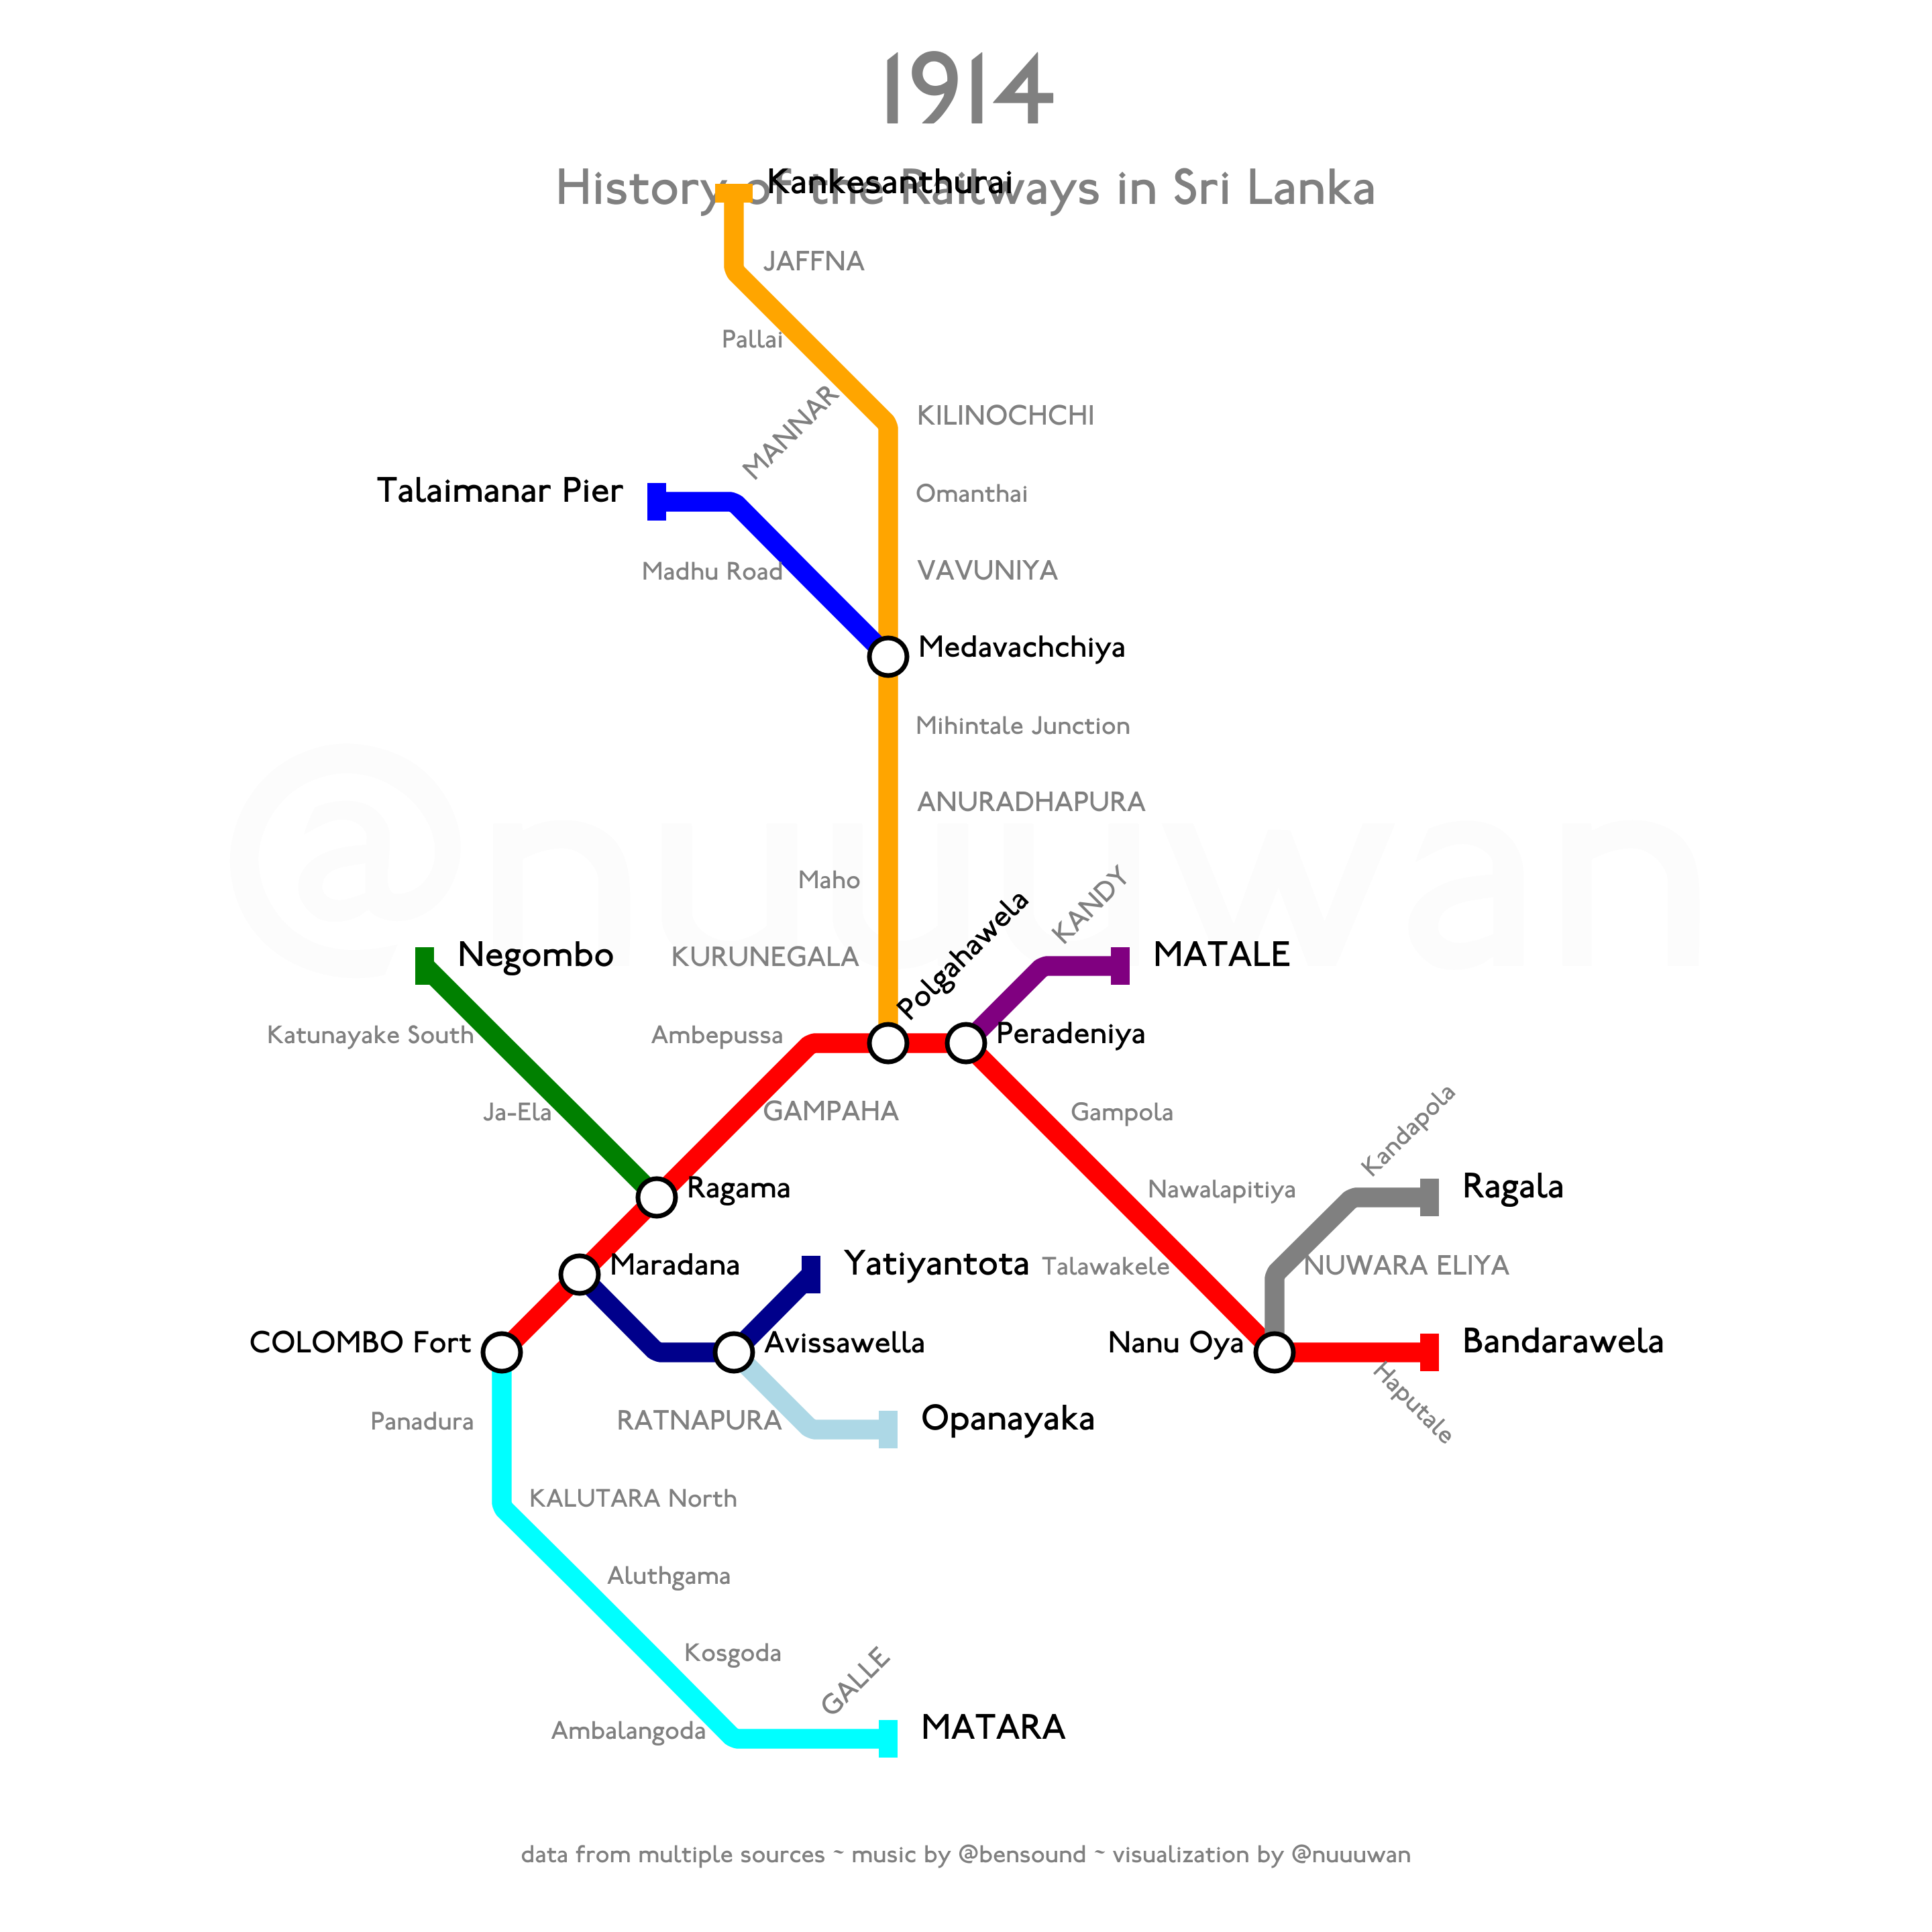 1914
History of the Railways in Sri Lanka
Kankesanthurai
JAFFNA
Pallai
MANNAR
KILINOCHCHI
Talaimanar Pier
Omanthai
Madhu Road
VAVUNIYA
Medavachchiya
Mihintale Junction
ANURADHAPURA
@nuuuwan
Maho
KANDY
Polgahawela
Negombo
KURUNEGALA
MATALE
Katunayake South
Ambepussa
Peradeniya
Ja-Ela
GAMPAHA
Gampola
Kandapola
Ragama
Nawalapitiya
Ragala
Maradana
Yatiyantota
Talawakele
NUWARA ELIYA
COLOMBO Fort
Avissawella
Nanu Oya
Bandarawela
Haputale
Panadura
RATNAPURA
Opanayaka
KALUTARA North
Aluthgama
Kosgoda
GALLE
Ambalangoda
MATARA
data from multiple sources ~ music by @bensound ~ visualization by @nuuuwan